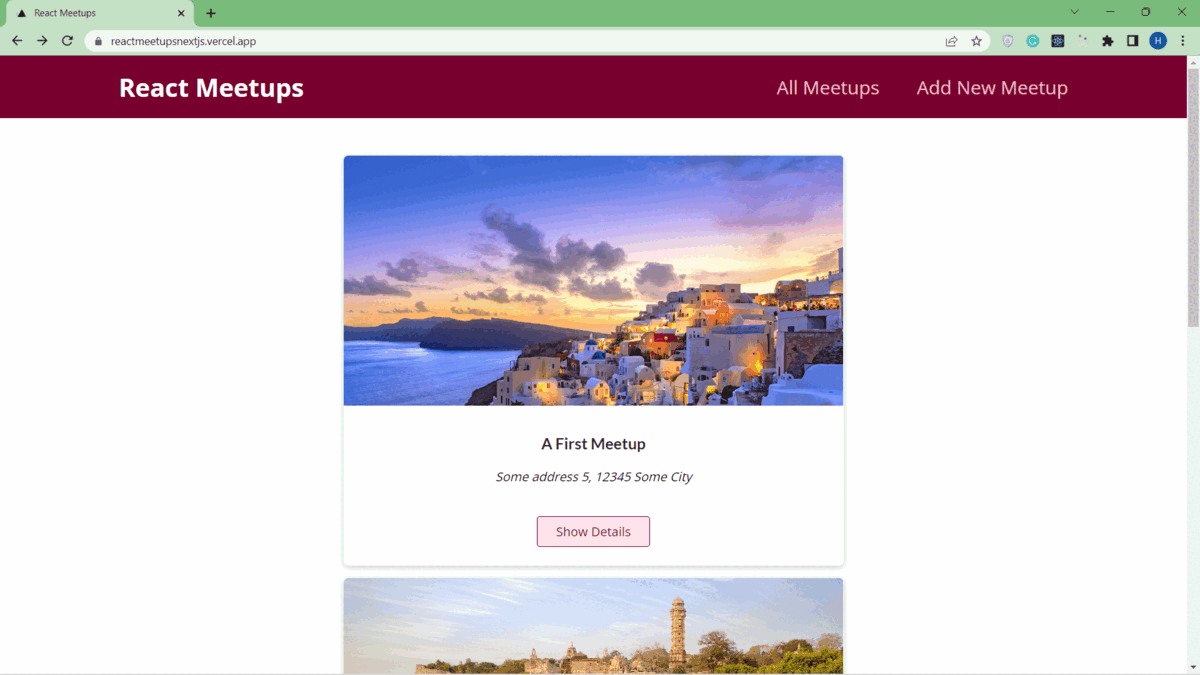 React Meetups
reactmeetupsnextjs.vercel.app
H
React Meetups
All Meetups
Add New Meetup
A First Meetup
Some address 5, 12345 Some City
Show Details